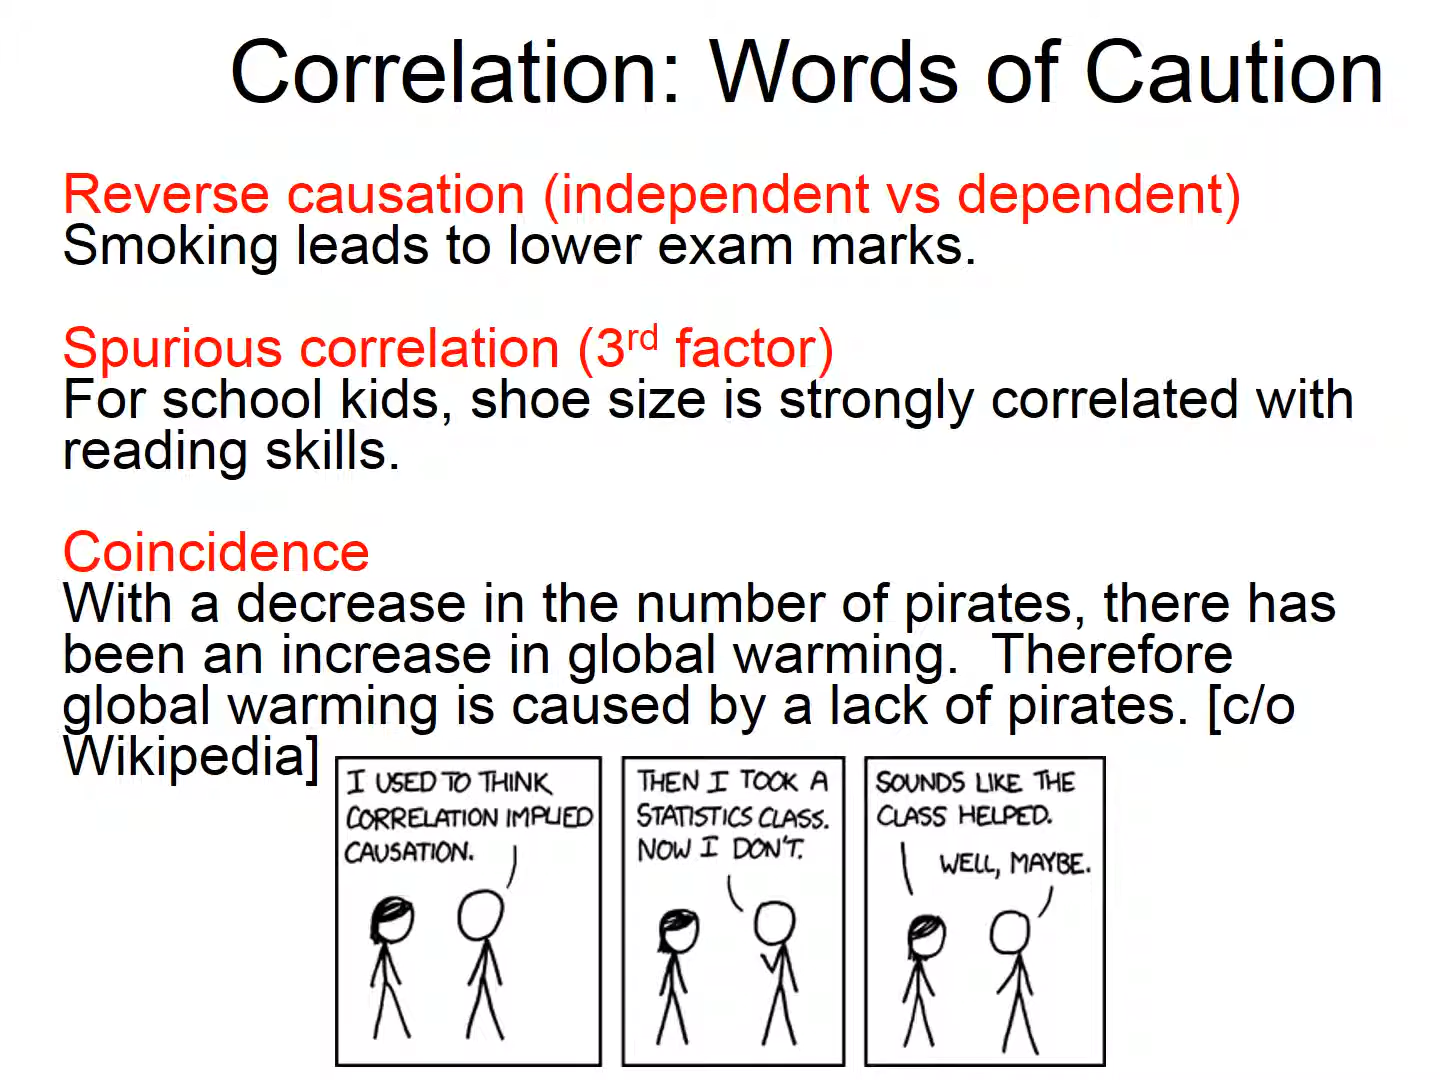 Correlation: Words of Caution
Reverse causation (independent vs dependent)
Smoking leads to lower exam marks.
Spurious correlation (3rd factor)
For school kids, shoe size is strongly correlated with
reading skills.
Coincidence
With a decrease in the number of pirates, there has
been an increase in global warming.  Therefore
global warming is caused by a lack of pirates. [c/o
Wikipedia]
I USED TO THINK
CORRELATION IMPLIED
CAUSATION.
THEN I TOOK A
STATISTICS CLASS.
NOW I DON'T.
SOUNDS LIKE THE
CLASS HELPED.
WELL, MAYBE.